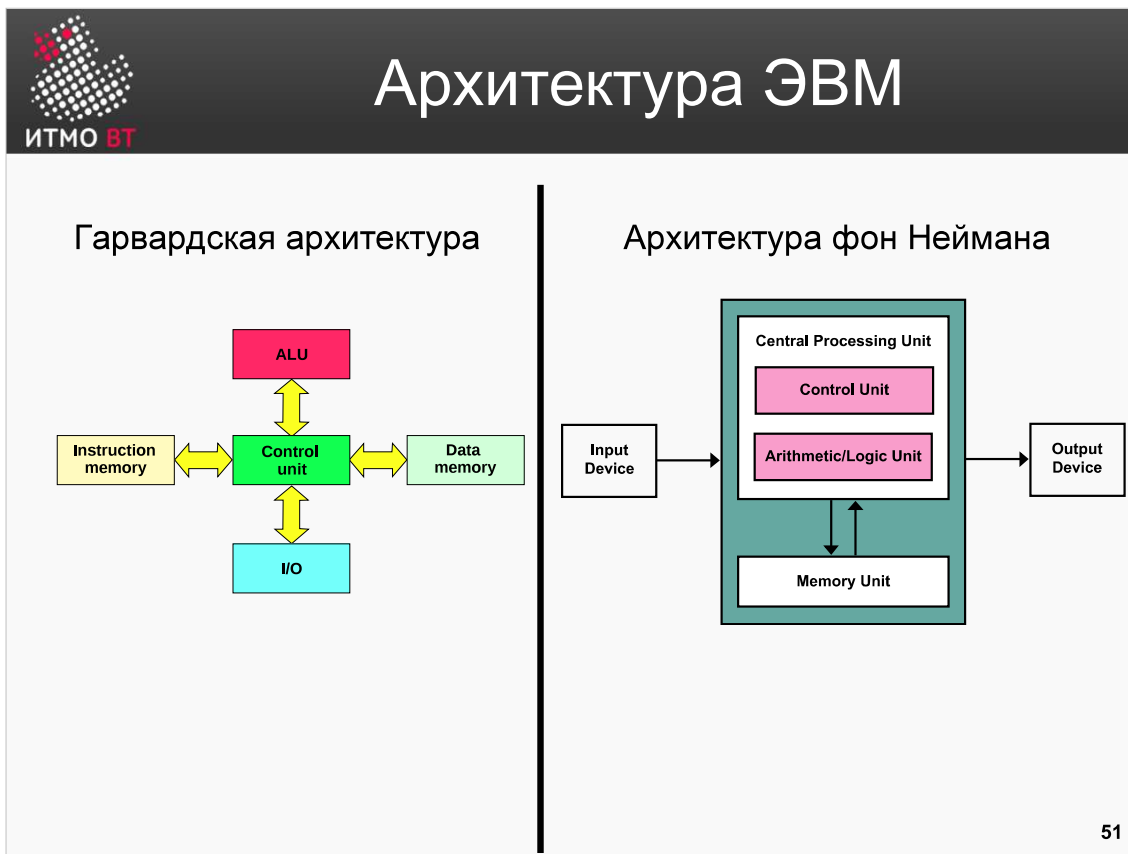 ИТМО ВТ
Архитектура ЭВМ
Гарвардская архитектура
ALU
Instruction
memory
Control
unit
Data
memory
I/O
Архитектура фон Неймана
Central Processing Unit
Control Unit
Arithmetic/Logic Unit
Input
Device
Output
Device
Memory Unit
51